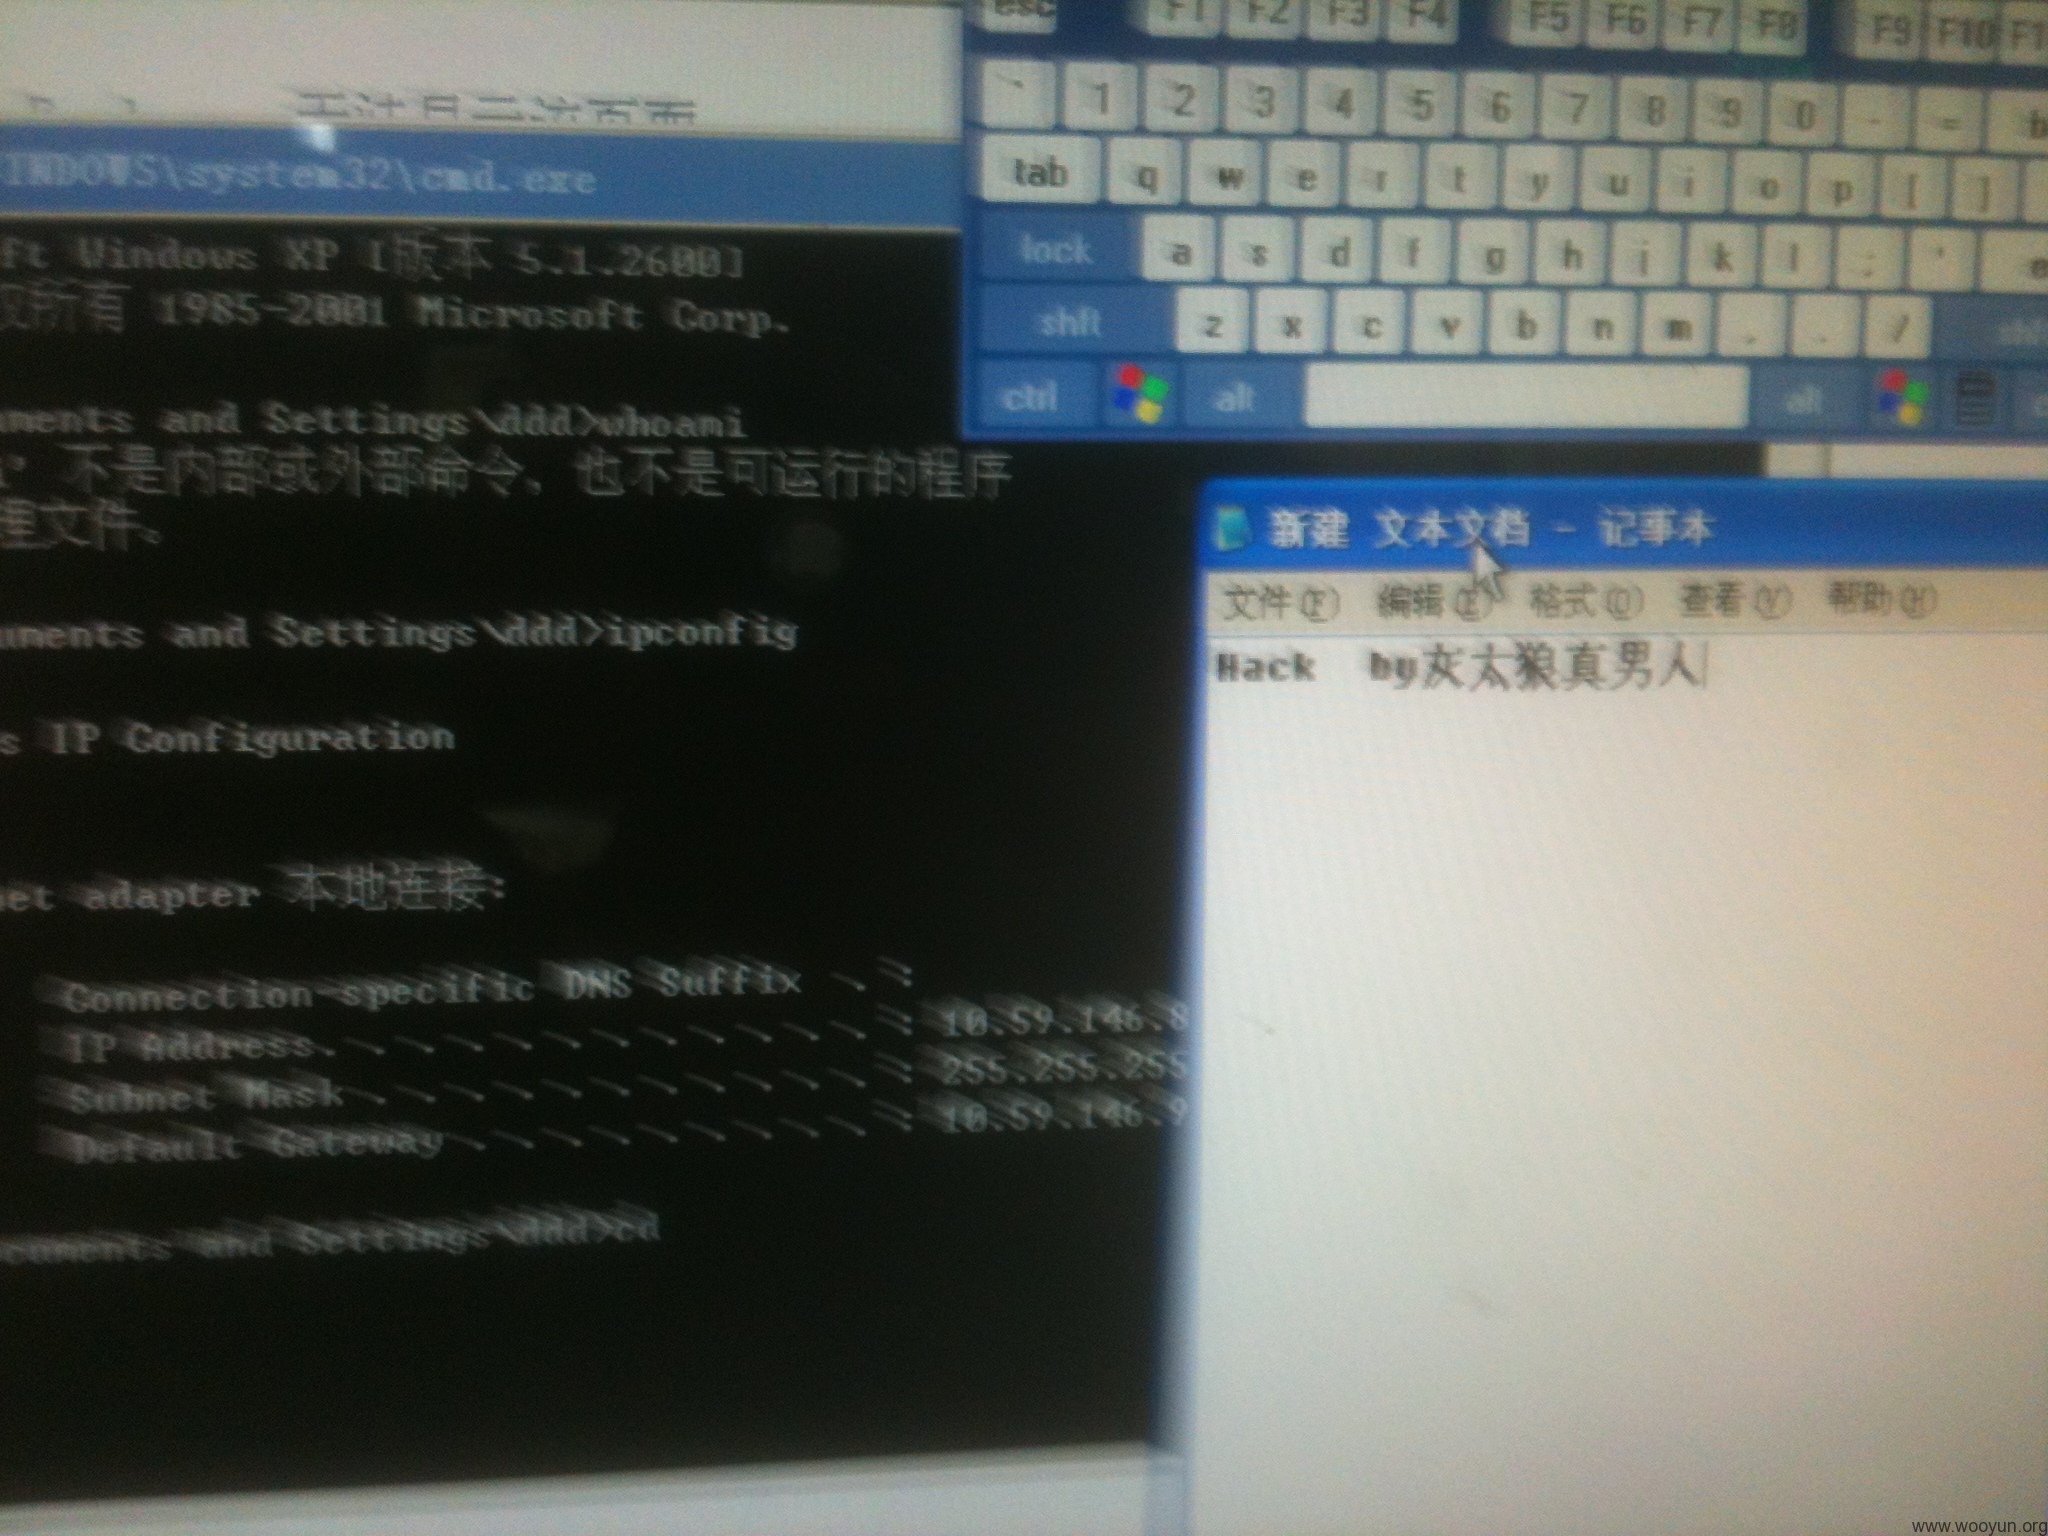 esc F1 F2 F3 F4 F5 F6 F7 F8 F9 F10 F1
` 1 2 3 4 5 6 7 8 9 0 - = b
tab q w e r t y u i o p [ ]
lock a s d f g h j k l ; ' e
shft z x c v b n m , . / shf
ctrl alt alt c
INDOWS\system32\cmd.exe
ft Windows XP [版本 5.1.2600]
权所有 1985-2001 Microsoft Corp.
uments and Settings\ddd>whoami
不是内部或外部命令，也不是可运行的程序
理文件。
uments and Settings\ddd>ipconfig
s IP Configuration
net adapter 本地连接:
Connection-specific DNS Suffix . :
IP Address. . . . . . . . . . . . : 10.59.146.8
Subnet Mask . . . . . . . . . . . : 255.255.255
Default Gateway . . . . . . . . . : 10.59.146.9
cuments and Settings\ddd>cd
新建 文本文档 - 记事本
文件(F) 编辑(E) 格式(O) 查看(V) 帮助(H)
Hack by灰太狼真男人
www.wooyun.org